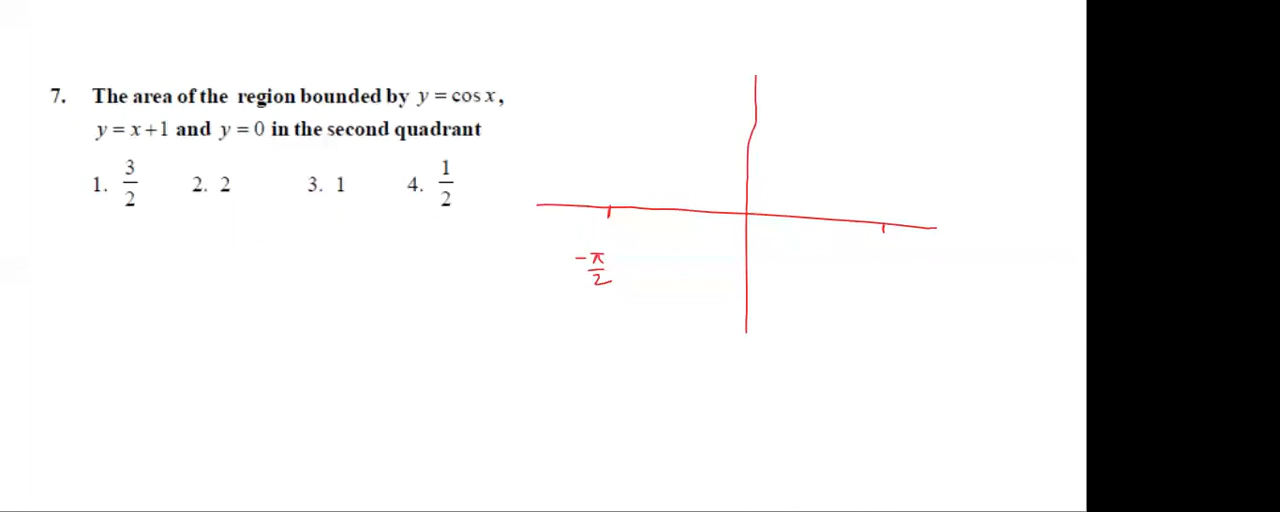 7. The area of the region bounded by y = cos x,
y = x + 1 and y = 0 in the second quadrant
1. 3/2 2. 2 3. 1 4. 1/2
-π/2